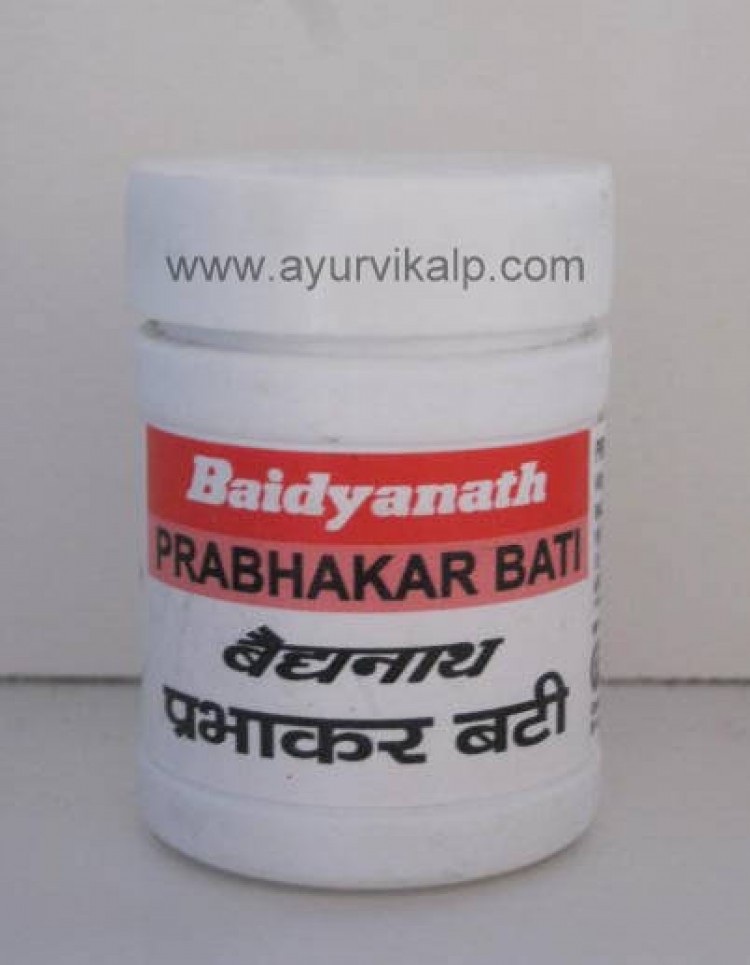 www.ayurvikalp.com
Baidyanath
PRABHAKAR BATI
बैद्यनाथ
प्रभाकर बटी